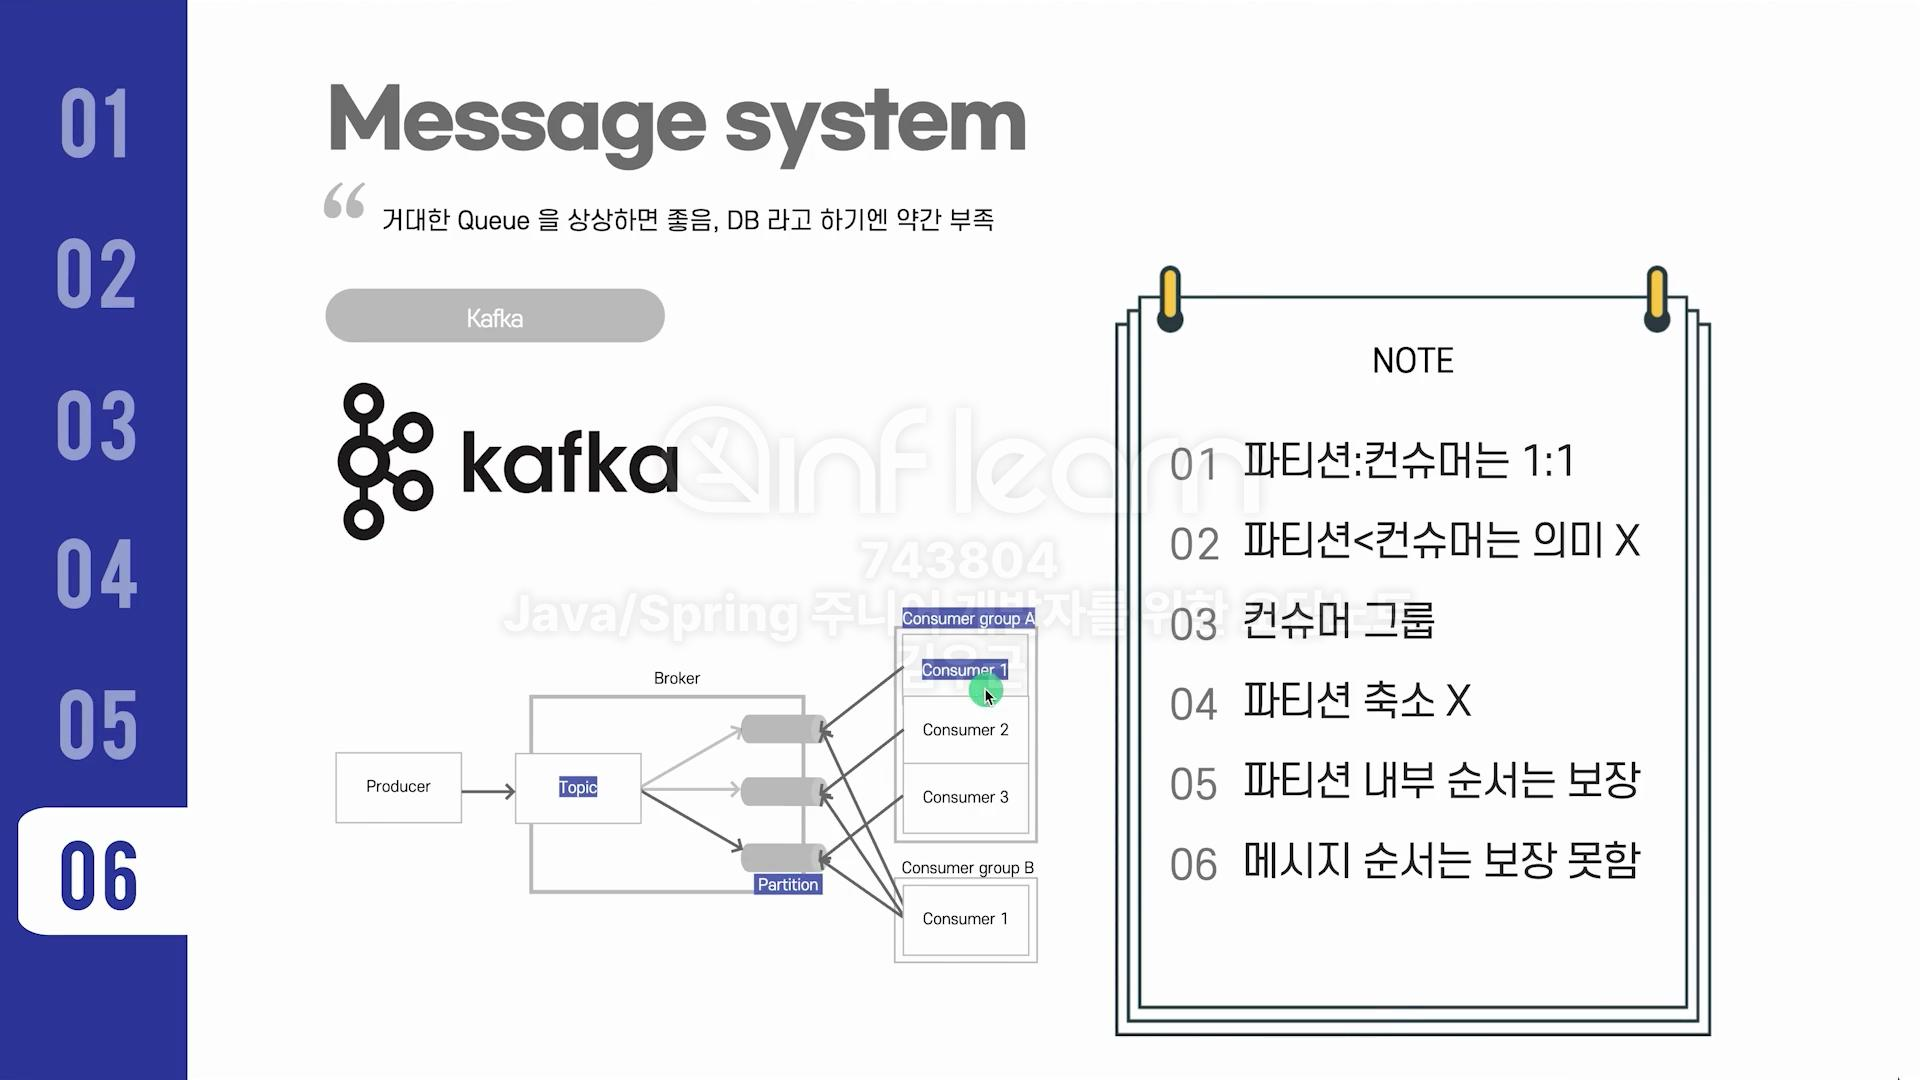 01
02
03
04
05
06
Message system
“ 거대한 Queue 을 상상하면 좋음, DB 라고 하기엔 약간 부족
Kafka
kafka
inflearn
743804
Java/Spring 주니어 개발자를 위한 오답노트
Broker
Producer
Topic
Partition
Consumer group A
Consumer 1
Consumer 2
Consumer 3
Consumer group B
Consumer 1
NOTE
01 파티션:컨슈머는 1:1
02 파티션<컨슈머는 의미 X
03 컨슈머 그룹
04 파티션 축소 X
05 파티션 내부 순서는 보장
06 메시지 순서는 보장 못함